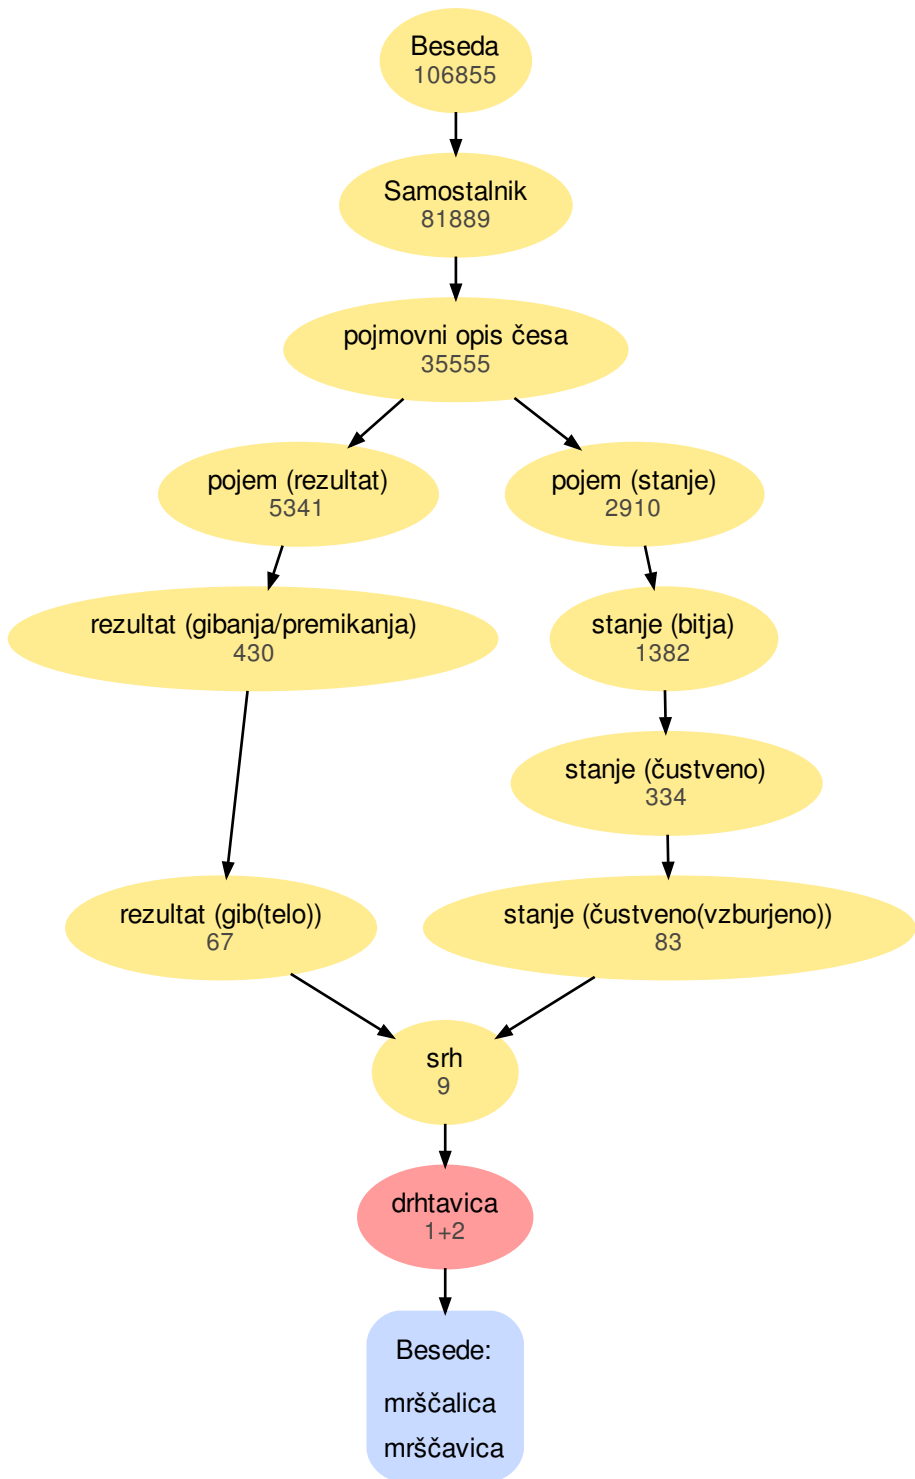 Beseda
106855
Samostalnik
81889
pojmovni opis česa
35555
pojem (rezultat)
5341
pojem (stanje)
2910
rezultat (gibanja/premikanja)
430
stanje (bitja)
1382
stanje (čustveno)
334
rezultat (gib(telo))
67
stanje (čustveno(vzburjeno))
83
srh
9
drhtavica
1+2
Besede:
mrščalica
mrščavica